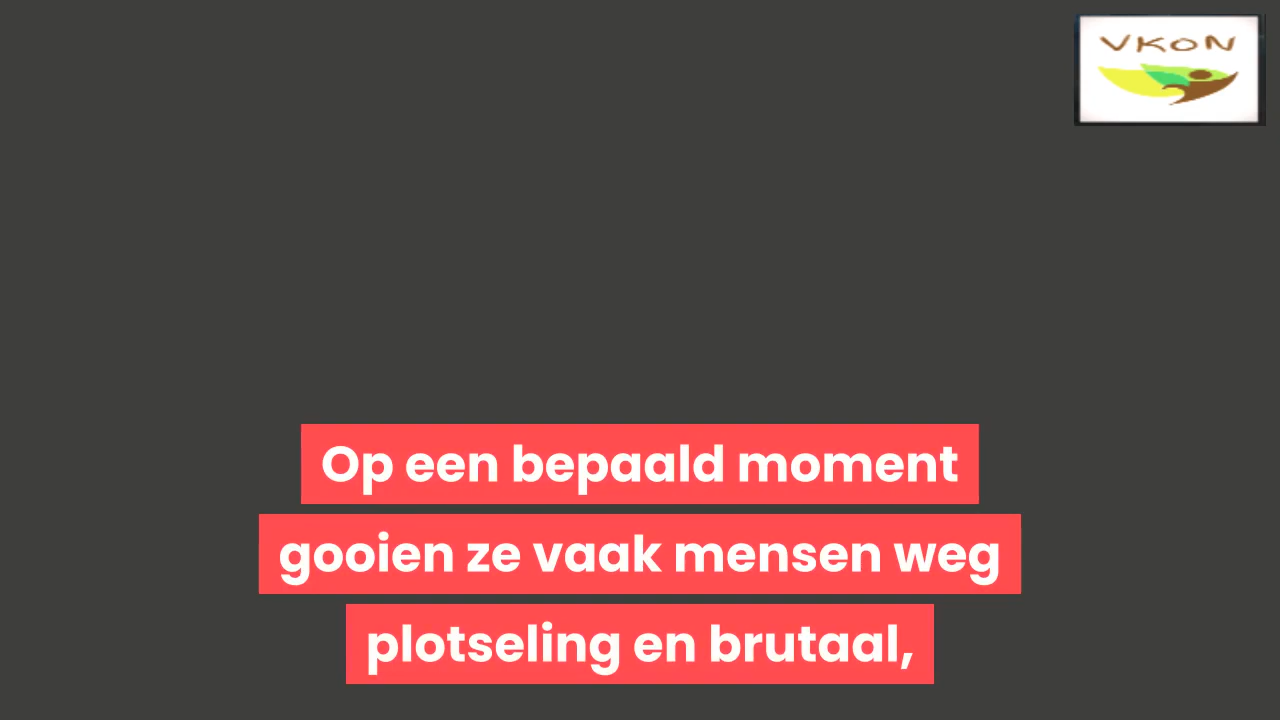 VKON
Op een bepaald moment
gooien ze vaak mensen weg
plotseling en brutaal,